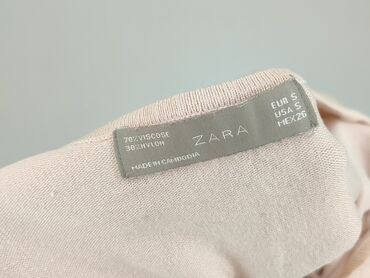 70%VISCOSE
30%NYLON
MADE IN CAMBODIA
ZARA
EUR S
USA S
MEX 26